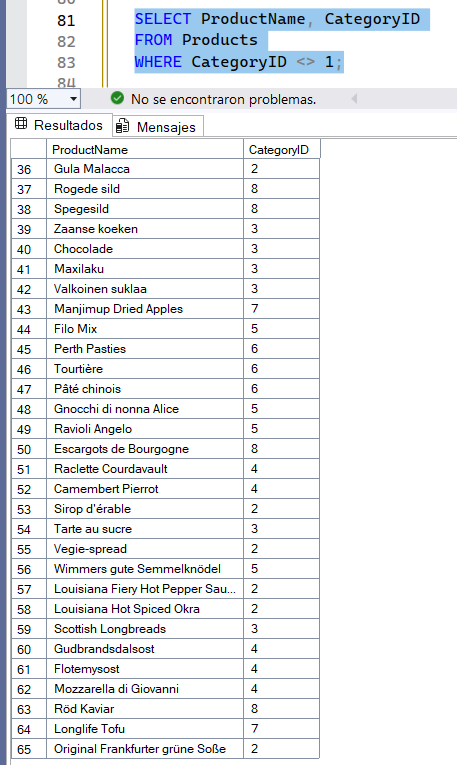 81 SELECT ProductName, CategoryID
82 FROM Products
83 WHERE CategoryID <> 1;
84
100 % No se encontraron problemas.
Resultados Mensajes
ProductName CategoryID
36 Gula Malacca 2
37 Rogede sild 8
38 Spegesild 8
39 Zaanse koeken 3
40 Chocolade 3
41 Maxilaku 3
42 Valkoinen suklaa 3
43 Manjimup Dried Apples 7
44 Filo Mix 5
45 Perth Pasties 6
46 Tourtière 6
47 Pâté chinois 6
48 Gnocchi di nonna Alice 5
49 Ravioli Angelo 5
50 Escargots de Bourgogne 8
51 Raclette Courdavault 4
52 Camembert Pierrot 4
53 Sirop d'érable 2
54 Tarte au sucre 3
55 Vegie-spread 2
56 Wimmers gute Semmelknödel 5
57 Louisiana Fiery Hot Pepper Sau... 2
58 Louisiana Hot Spiced Okra 2
59 Scottish Longbreads 3
60 Gudbrandsdalsost 4
61 Flotemysost 4
62 Mozzarella di Giovanni 4
63 Röd Kaviar 8
64 Longlife Tofu 7
65 Original Frankfurter grüne Soße 2